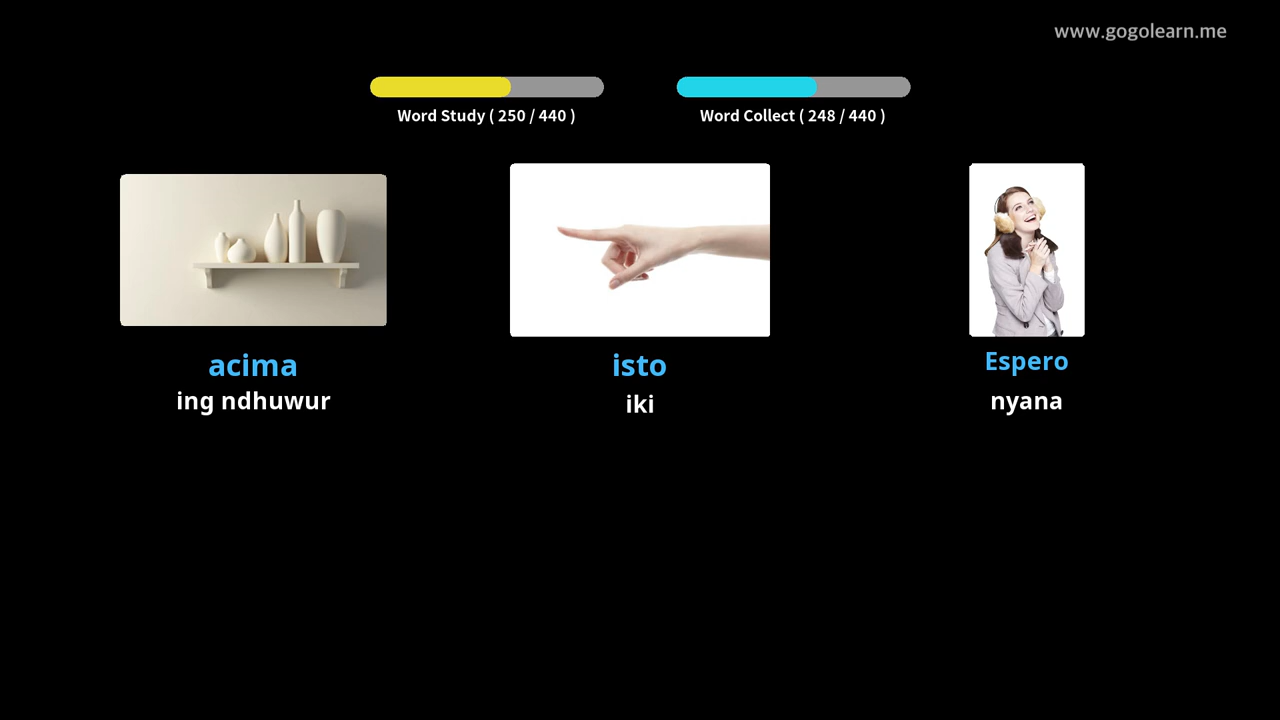 www.gogolearn.me
Word Study ( 250 / 440 )
Word Collect ( 248 / 440 )
acima
ing ndhuwur
isto
iki
Espero
nyana